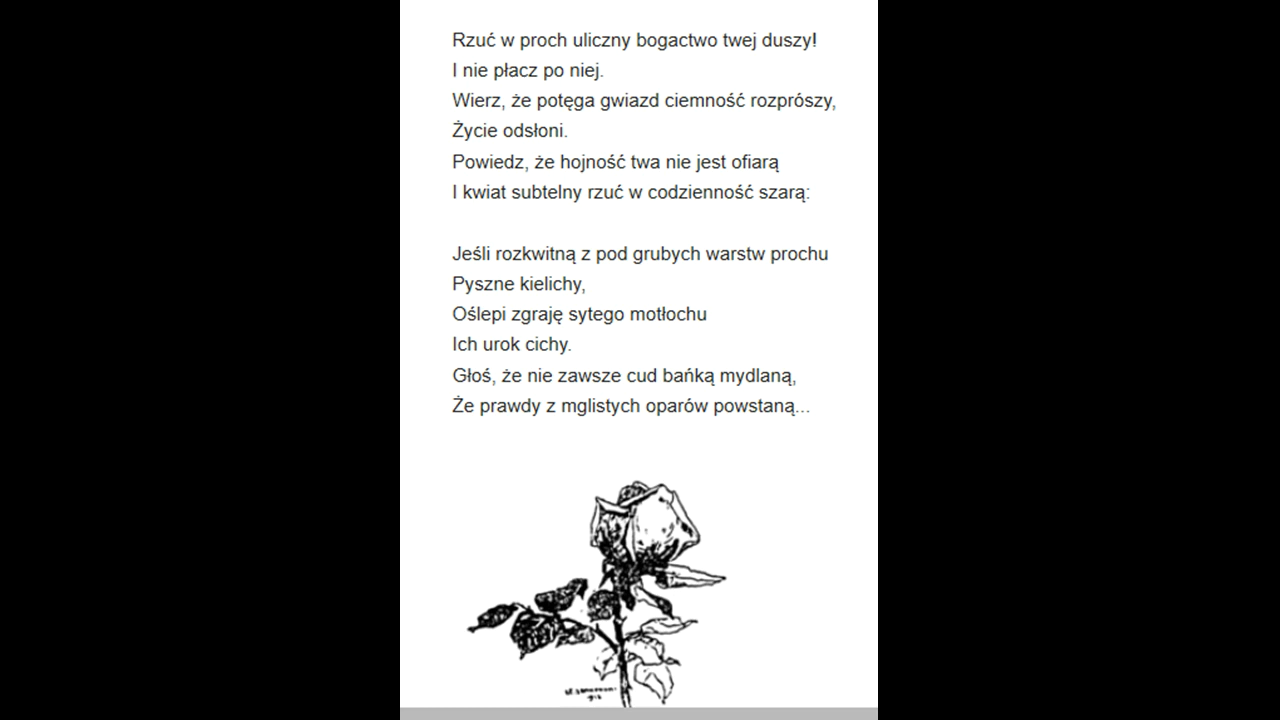 Rzuć w proch uliczny bogactwo twej duszy!
I nie płacz po niej.
Wierz, że potęga gwiazd ciemność rozprószy,
Życie odsłoni.
Powiedz, że hojność twa nie jest ofiarą
I kwiat subtelny rzuć w codzienność szarą:
Jeśli rozkwitną z pod grubych warstw prochu
Pyszne kielichy,
Oślepi zgraję sytego motłochu
Ich urok cichy.
Głoś, że nie zawsze cud bańką mydlaną,
Że prawdy z mglistych oparów powstaną...